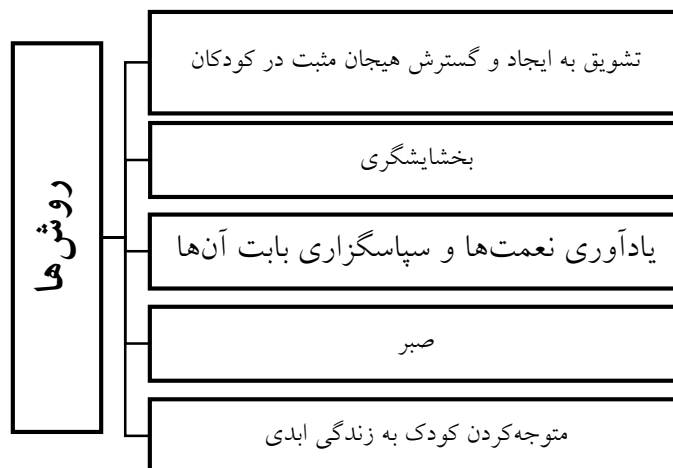 روش‌ها
تشویق به ایجاد و گسترش هیجان مثبت در کودکان
بخشایشگری
یادآوری نعمت‌ها و سپاسگزاری بابت آن‌ها
صبر
متوجه‌کردن کودک به زندگی ابدی